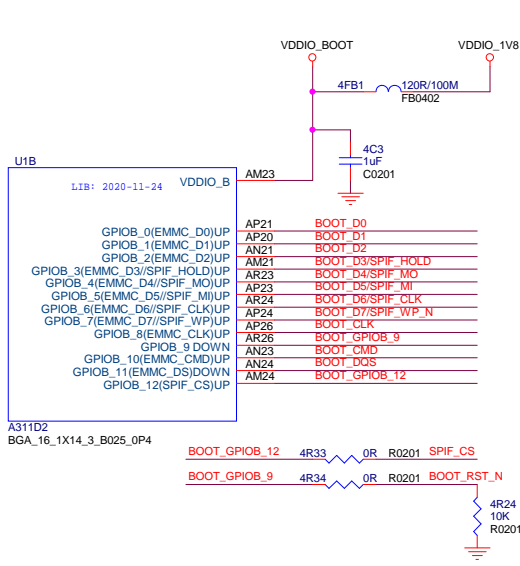 VDDIO_BOOT
VDDIO_1V8
4FB1
120R/100M
FB0402
4C3
1uF
C0201
U1B
LIB: 2020-11-24
VDDIO_B
AM23
GPIOB_0(EMMC_D0)UP AP21 BOOT_D0
GPIOB_1(EMMC_D1)UP AP20 BOOT_D1
GPIOB_2(EMMC_D2)UP AN21 BOOT_D2
GPIOB_3(EMMC_D3//SPIF_HOLD)UP AM21 BOOT_D3/SPIF_HOLD
GPIOB_4(EMMC_D4//SPIF_MO)UP AR23 BOOT_D4/SPIF_MO
GPIOB_5(EMMC_D5//SPIF_MI)UP AP23 BOOT_D5/SPIF_MI
GPIOB_6(EMMC_D6//SPIF_CLK)UP AR24 BOOT_D6/SPIF_CLK
GPIOB_7(EMMC_D7//SPIF_WP)UP AP24 BOOT_D7/SPIF_WP_N
GPIOB_8(EMMC_CLK)UP AP26 BOOT_CLK
GPIOB_9 DOWN AR26 BOOT_GPIOB_9
GPIOB_10(EMMC_CMD)UP AN23 BOOT_CMD
GPIOB_11(EMMC_DS)DOWN AN24 BOOT_DQS
GPIOB_12(SPIF_CS)UP AM24 BOOT_GPIOB_12
A311D2
BGA_16_1X14_3_B025_0P4
BOOT_GPIOB_12 4R33 0R R0201 SPIF_CS
BOOT_GPIOB_9 4R34 0R R0201 BOOT_RST_N
4R24
10K
R0201